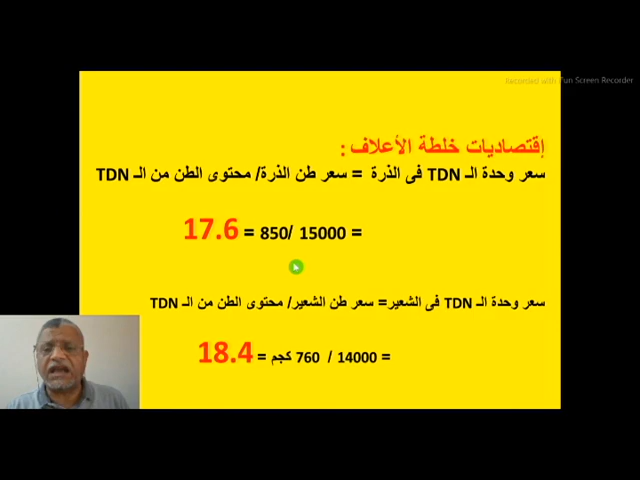 Recorded with Fun Screen Recorder
إقتصاديات خلطة الأعلاف :
سعر وحدة الـ TDN فى الذرة = سعر طن الذرة/ محتوى الطن من الـ TDN
= 15000 /850 = 17.6
سعر وحدة الـ TDN فى الشعير= سعر طن الشعير/ محتوى الطن من الـ TDN
= 14000 / 760 كجم = 18.4